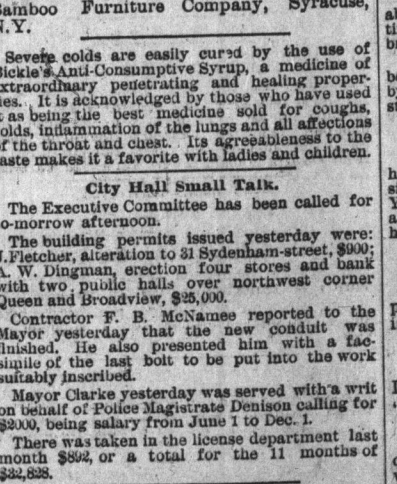 Bamboo Furniture Company, Syracuse,
N.Y.
Severe colds are easily cured by the use of
Bickle's Anti-Consumptive Syrup, a medicine of
extraordinary penetrating and healing proper-
ties. It is acknowledged by those who have used
it as being the best medicine sold for coughs,
colds, inflammation of the lungs and all affections
of the throat and chest. Its agreeableness to the
taste makes it a favorite with ladies and children.
City Hall Small Talk.
The Executive Committee has been called for
to-morrow afternoon.
The building permits issued yesterday were:
J. Fletcher, alteration to 31 Sydenham-street, $900;
A. W. Dingman, erection four stores and bank
with two public halls over northwest corner
Queen and Broadview, $25,000.
Contractor F. B. McNamee reported to the
Mayor yesterday that the new conduit was
finished. He also presented him with a fac-
simile of the last bolt to be put into the work
suitably inscribed.
Mayor Clarke yesterday was served with a writ
on behalf of Police Magistrate Denison calling for
$2000, being salary from June 1 to Dec. 1.
There was taken in the license department last
month $892, or a total for the 11 months of
$32,828.